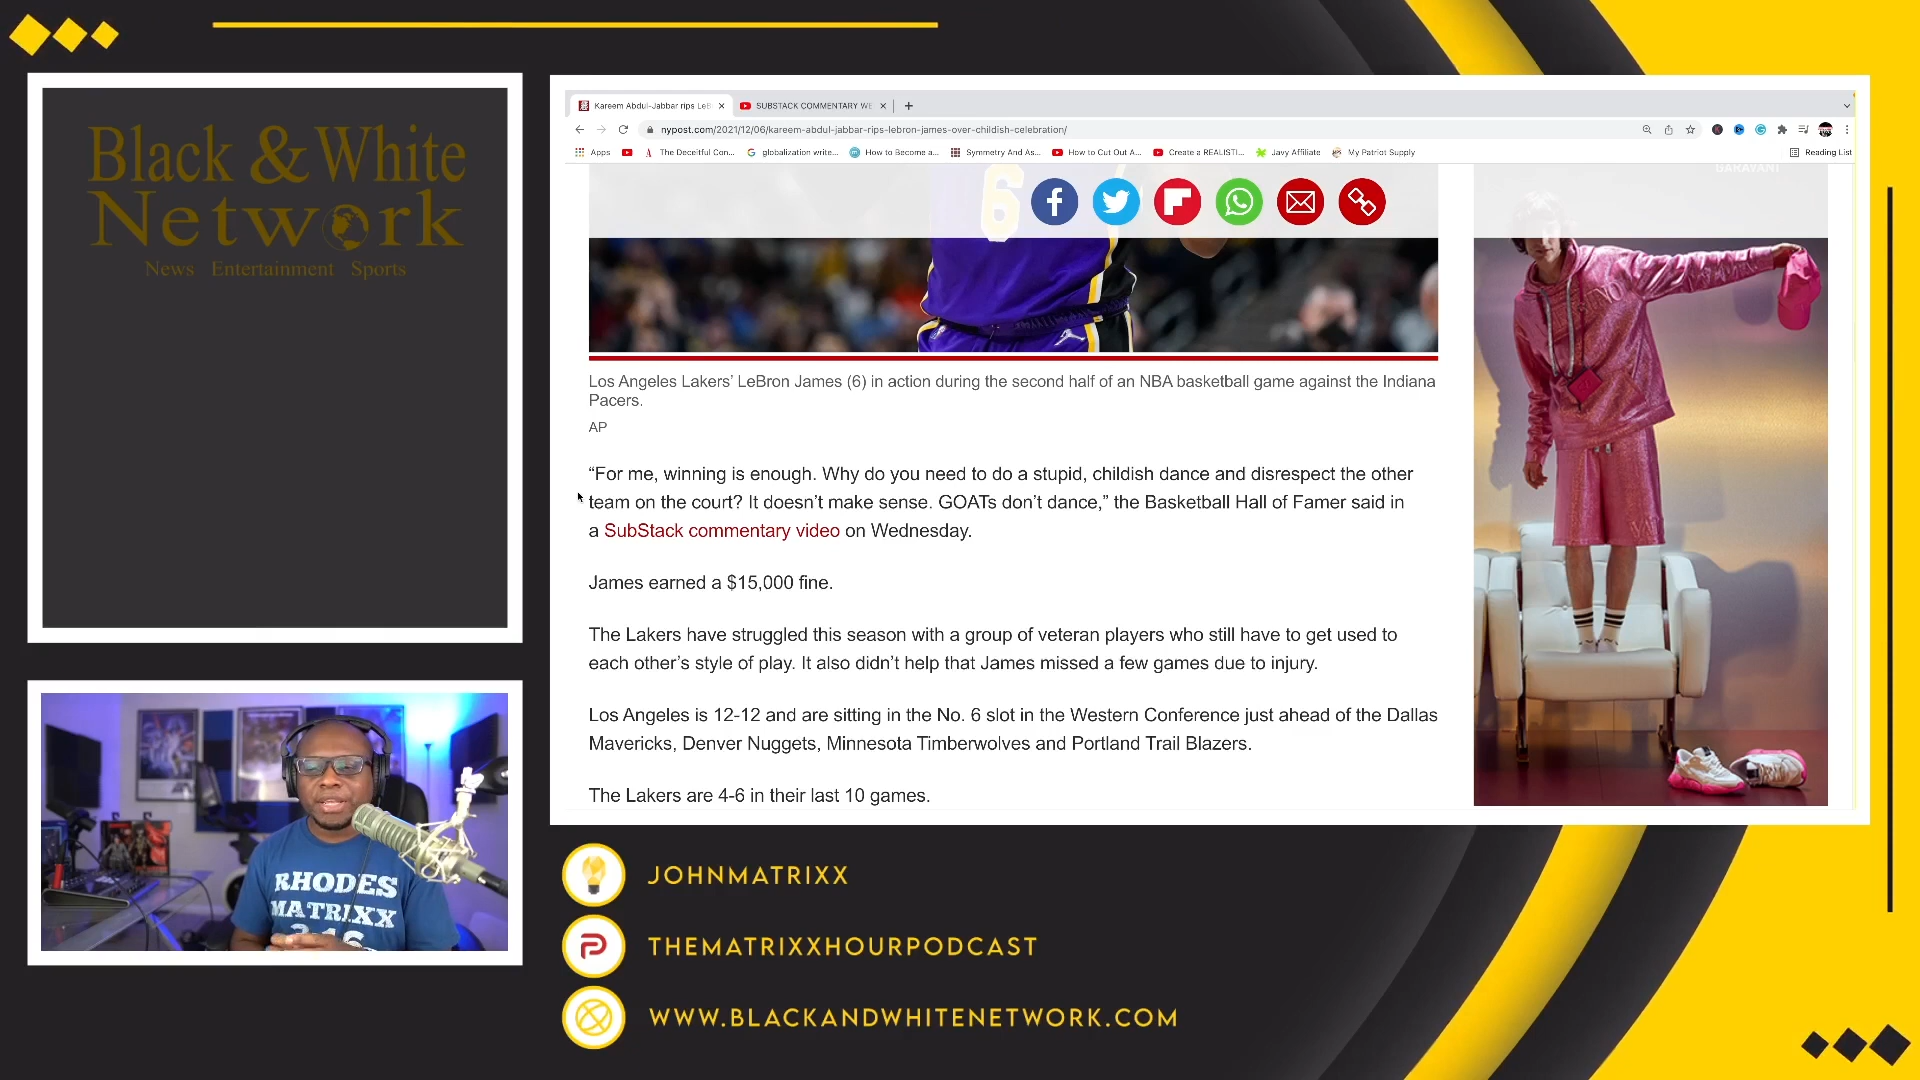 Black & White
Network
News Entertainment Sports
Kareem Abdul-Jabbar rips LeB
SUBSTACK COMMENTARY WE
nypost.com/2021/12/06/kareem-abdul-jabbar-rips-lebron-james-over-childish-celebration/
Apps
The Deceitful Con...
globalization write...
How to Become a...
Symmetry And As...
How to Cut Out A...
Create a REALISTI...
Javy Affiliate
My Patriot Supply
Reading List
6
Los Angeles Lakers’ LeBron James (6) in action during the second half of an NBA basketball game against the Indiana
Pacers.
AP
“For me, winning is enough. Why do you need to do a stupid, childish dance and disrespect the other
team on the court? It doesn’t make sense. GOATs don’t dance,” the Basketball Hall of Famer said in
a SubStack commentary video on Wednesday.
James earned a $15,000 fine.
The Lakers have struggled this season with a group of veteran players who still have to get used to
each other’s style of play. It also didn’t help that James missed a few games due to injury.
Los Angeles is 12-12 and are sitting in the No. 6 slot in the Western Conference just ahead of the Dallas
Mavericks, Denver Nuggets, Minnesota Timberwolves and Portland Trail Blazers.
The Lakers are 4-6 in their last 10 games.
RHODES
MATRIXX
3:16
JOHNMATRIXX
THEMATRIXXHOURPODCAST
WWW.BLACKANDWHITENETWORK.COM